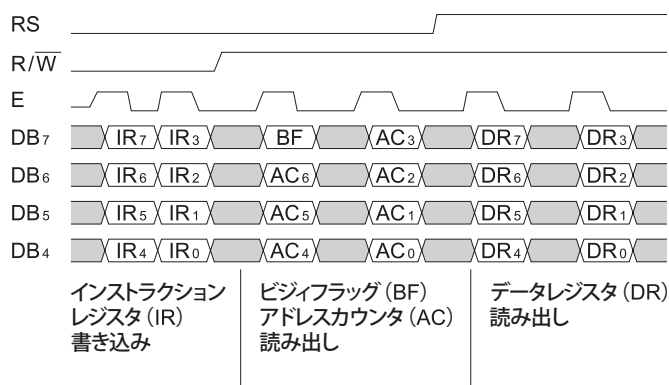 RS
R/W
E
DB7 IR7 IR3 BF AC3 DR7 DR3
DB6 IR6 IR2 AC6 AC2 DR6 DR2
DB5 IR5 IR1 AC5 AC1 DR5 DR1
DB4 IR4 IR0 AC4 AC0 DR4 DR0
インストラクション
レジスタ(IR)
書き込み
ビジィフラッグ(BF)
アドレスカウンタ(AC)
読み出し
データレジスタ(DR)
読み出し